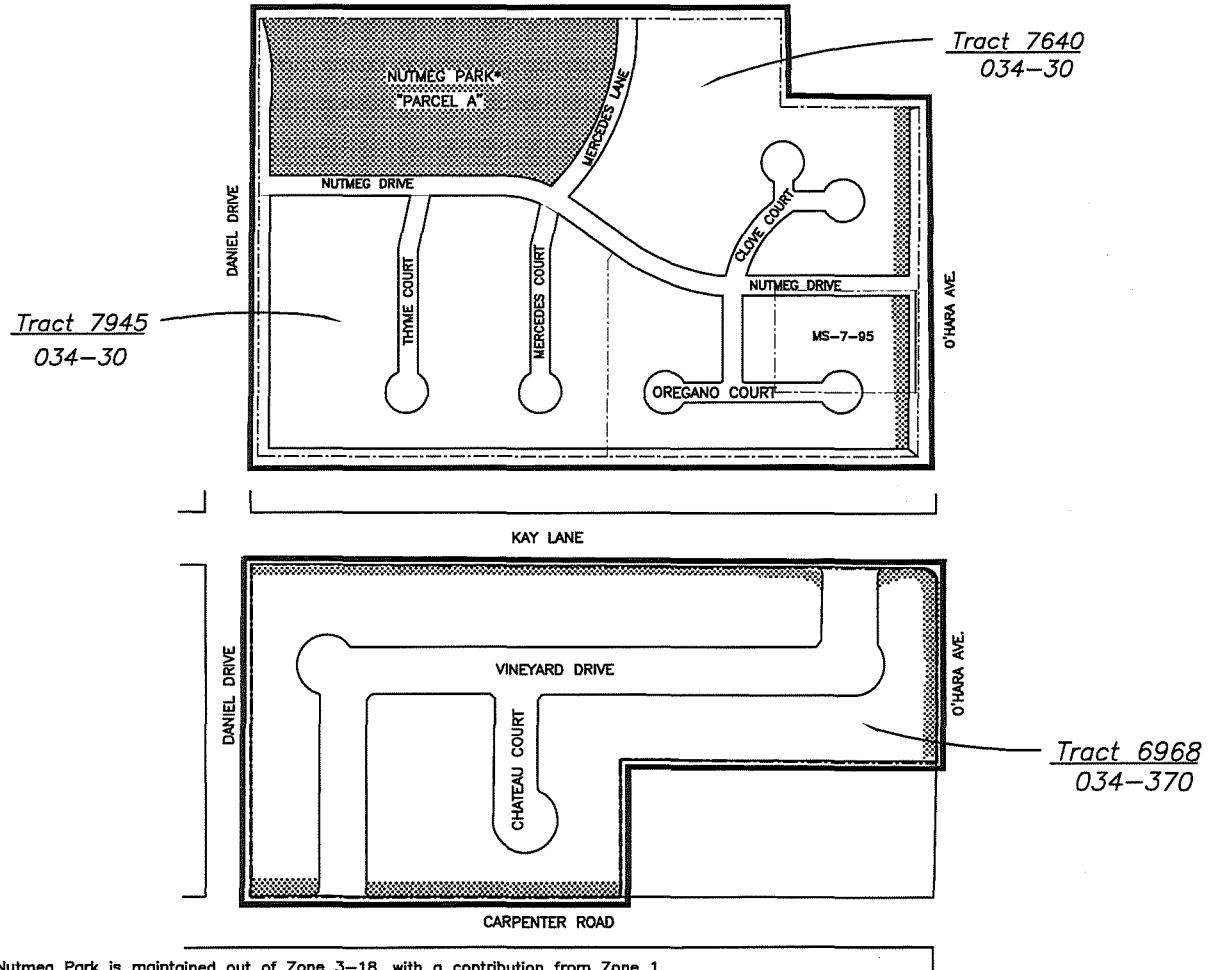 Tract 7640
034-30
NUTMEG PARK*
"PARCEL A"
MERCEDES LANE
NUTMEG DRIVE
DANIEL DRIVE
CLOVE COURT
THYME COURT
MERCEDES COURT
NUTMEG DRIVE
O'HARA AVE.
Tract 7945
034-30
MS-7-95
OREGANO COURT
KAY LANE
VINEYARD DRIVE
DANIEL DRIVE
O'HARA AVE.
CHATEAU COURT
Tract 6968
034-370
CARPENTER ROAD
Nutmeg Park is maintained out of Zone 3-18, with a contribution from Zone 1